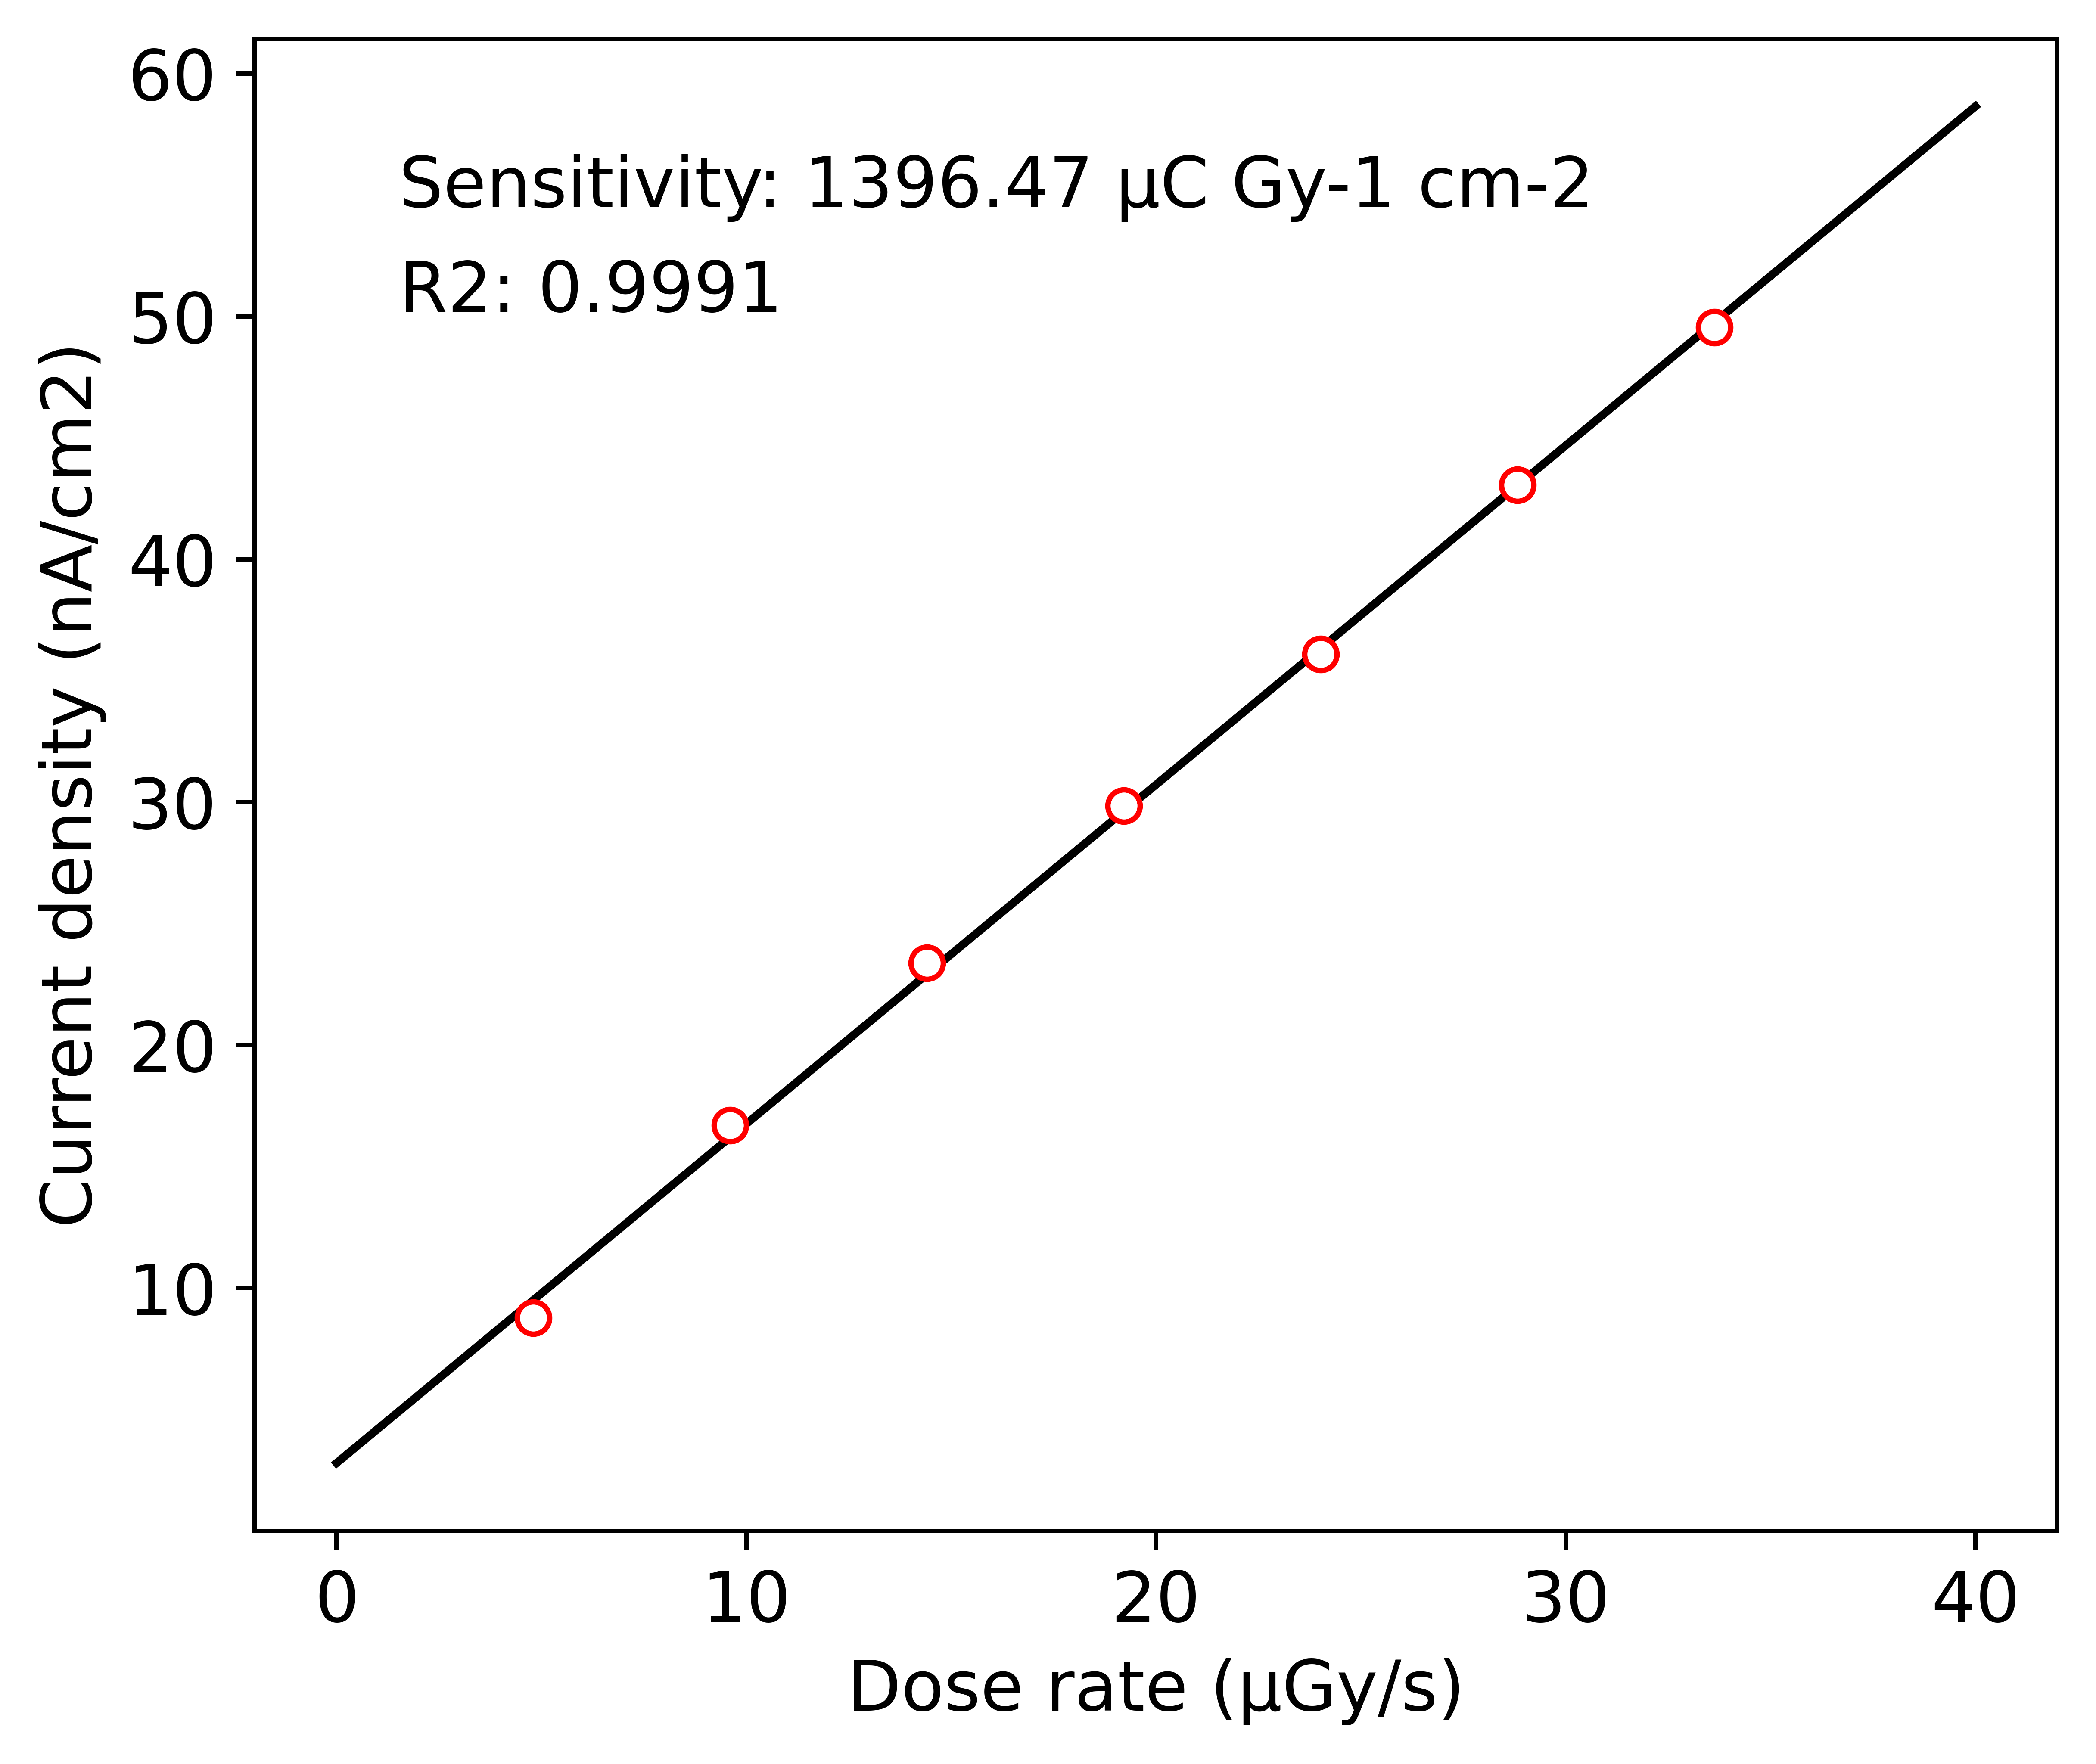 60
50
40
30
20
10
Current density (nA/cm2)
Sensitivity: 1396.47 µC Gy-1 cm-2
R2: 0.9991
0 10 20 30 40
Dose rate (µGy/s)